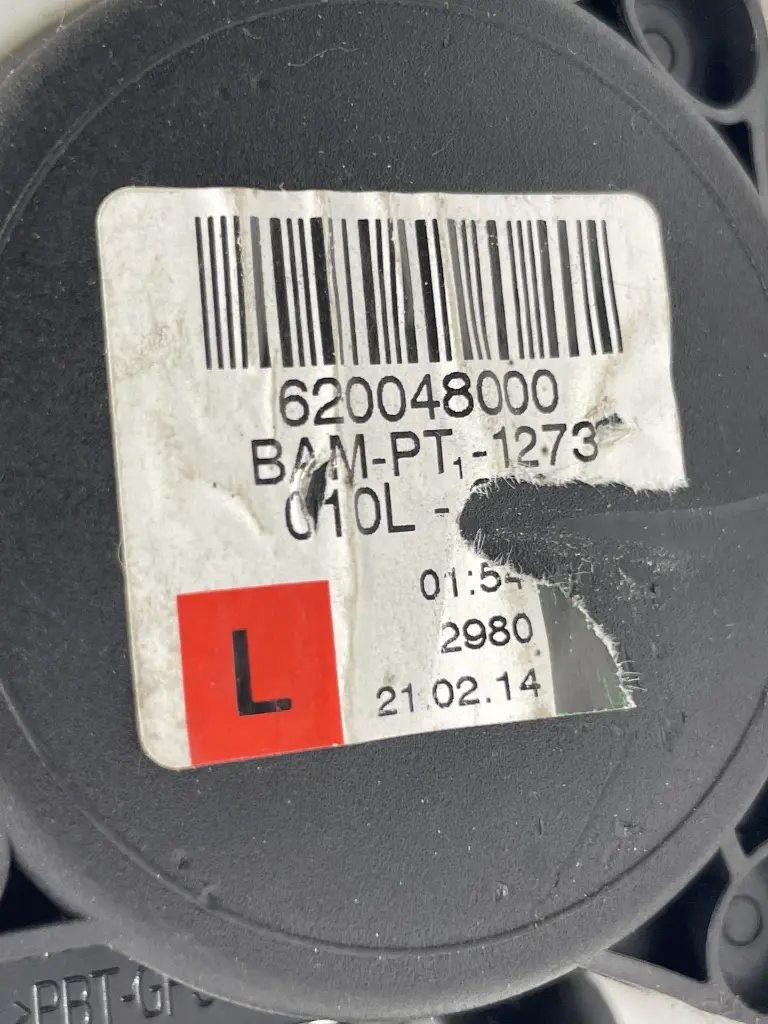 620048000
BAM-PT1-1273
010L -
01:54
2980
21.02.14
L
>PBT-GF